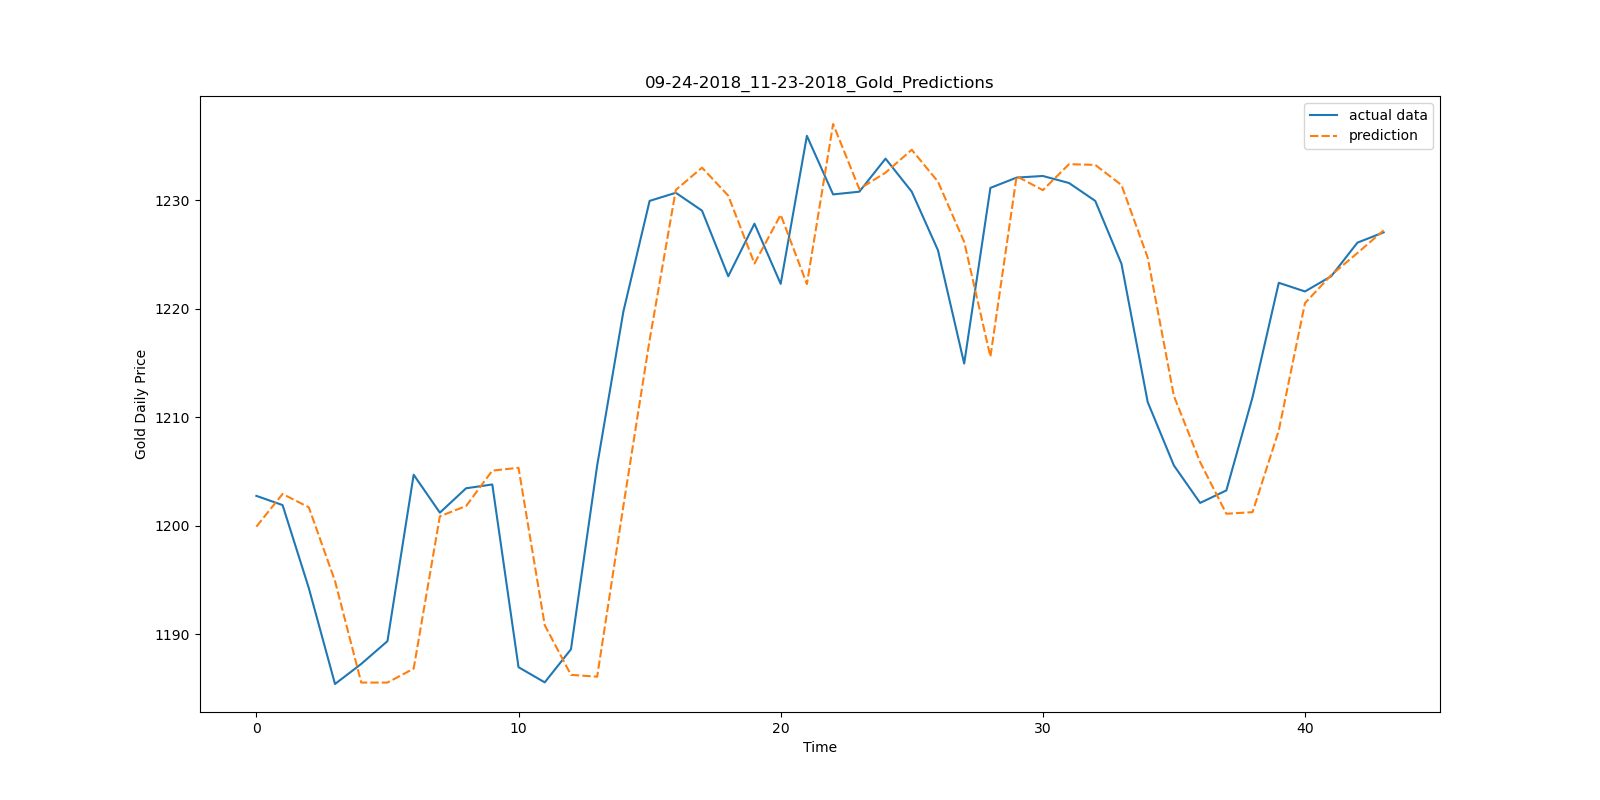 09-24-2018_11-23-2018_Gold_Predictions
actual data
prediction
Gold Daily Price
1230
1220
1210
1200
1190
0 10 20 30 40
Time